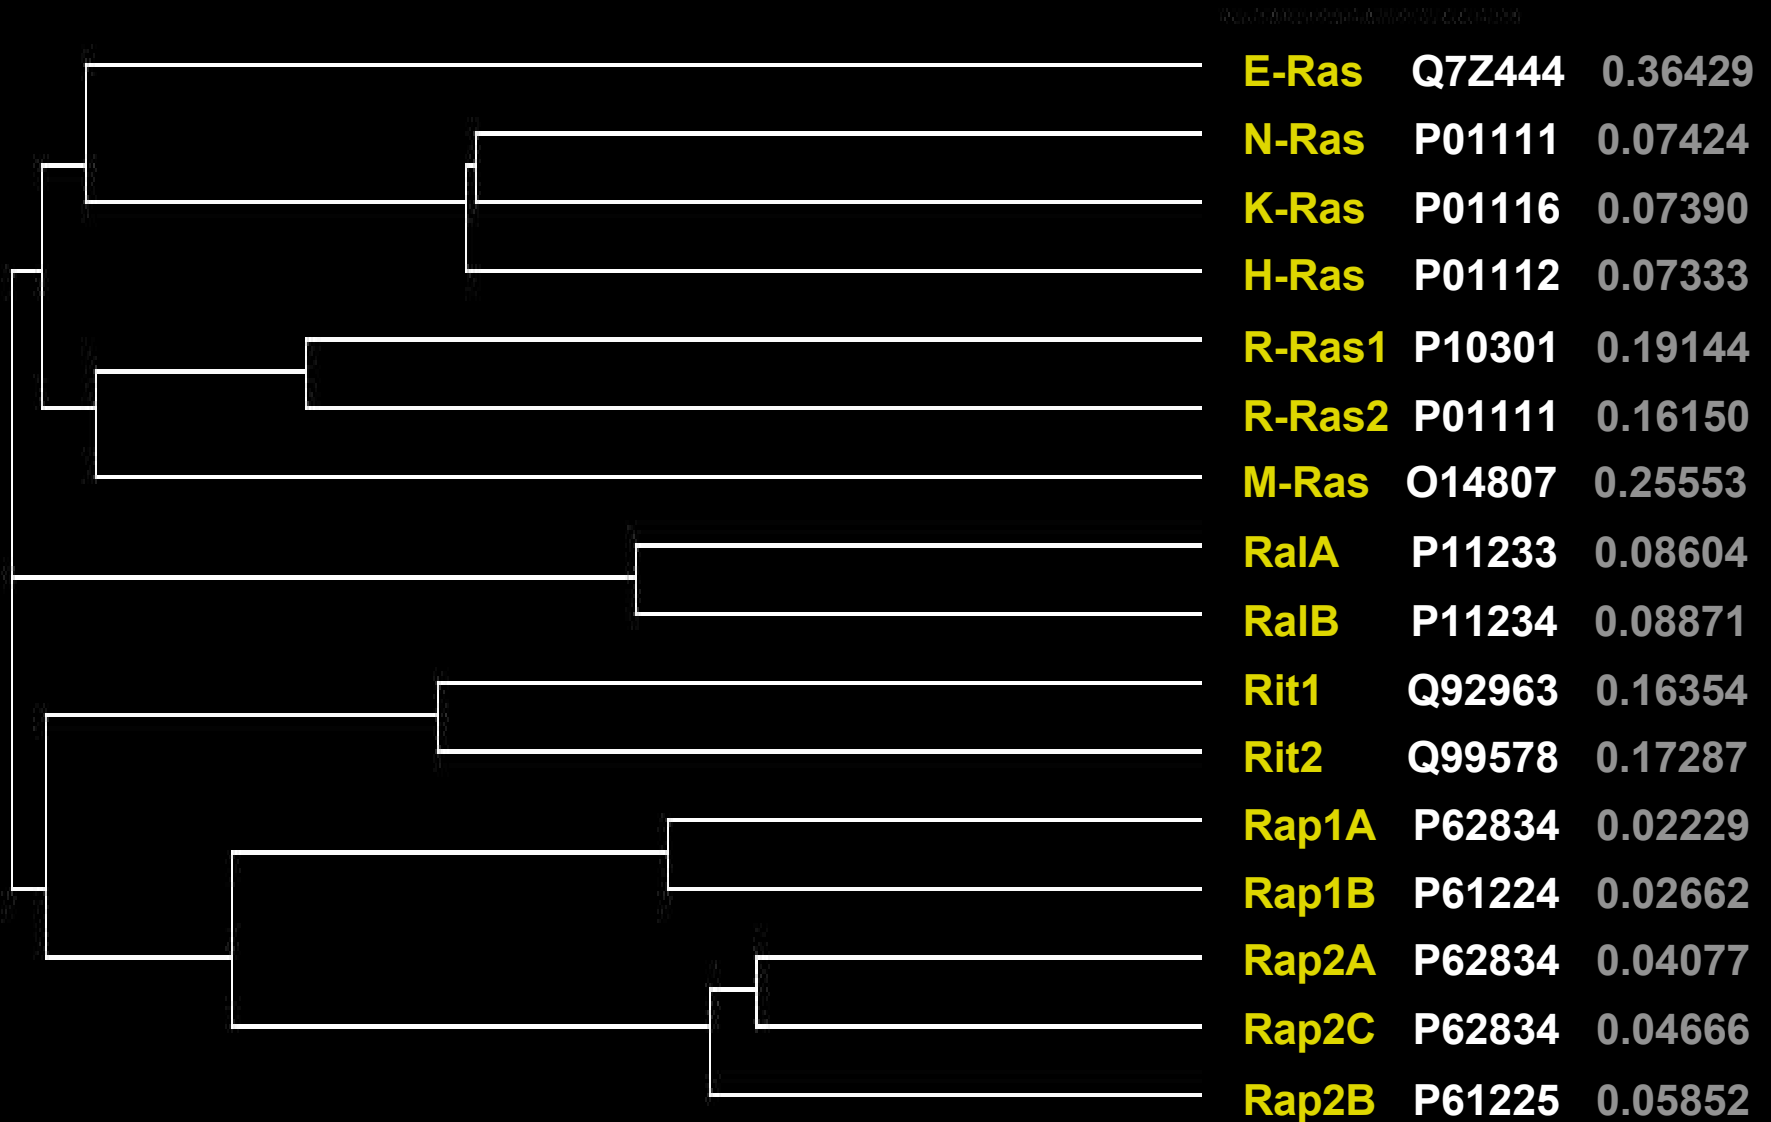 E-Ras Q7Z444 0.36429
N-Ras P01111 0.07424
K-Ras P01116 0.07390
H-Ras P01112 0.07333
R-Ras1 P10301 0.19144
R-Ras2 P01111 0.16150
M-Ras O14807 0.25553
RalA P11233 0.08604
RalB P11234 0.08871
Rit1 Q92963 0.16354
Rit2 Q99578 0.17287
Rap1A P62834 0.02229
Rap1B P61224 0.02662
Rap2A P62834 0.04077
Rap2C P62834 0.04666
Rap2B P61225 0.05852